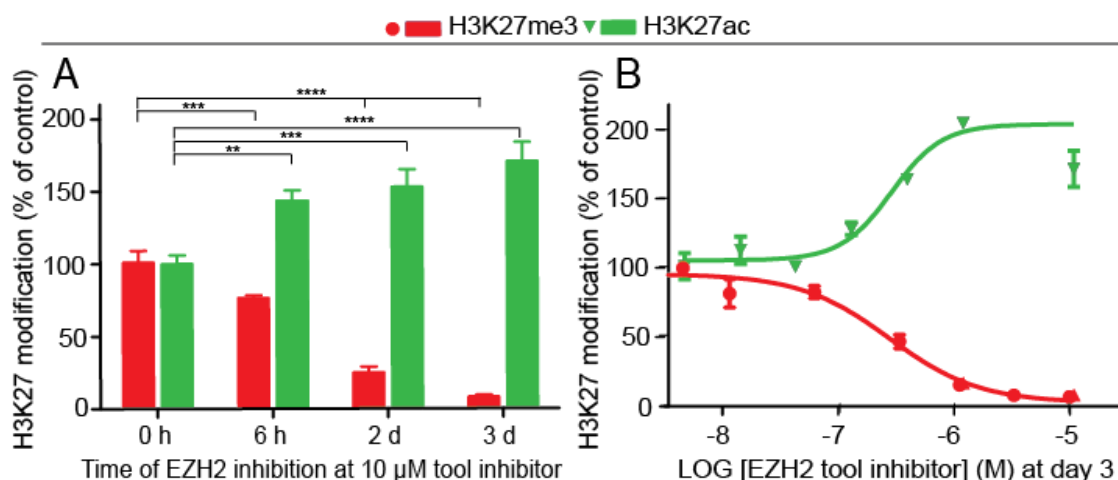 H3K27me3 H3K27ac
A
H3K27 modification (% of control)
200
150
100
50
0
****
***
****
***
**
0 h 6 h 2 d 3 d
Time of EZH2 inhibition at 10 µM tool inhibitor
B
H3K27 modification (% of control)
200
150
100
50
0
-8 -7 -6 -5
LOG [EZH2 tool inhibitor] (M) at day 3